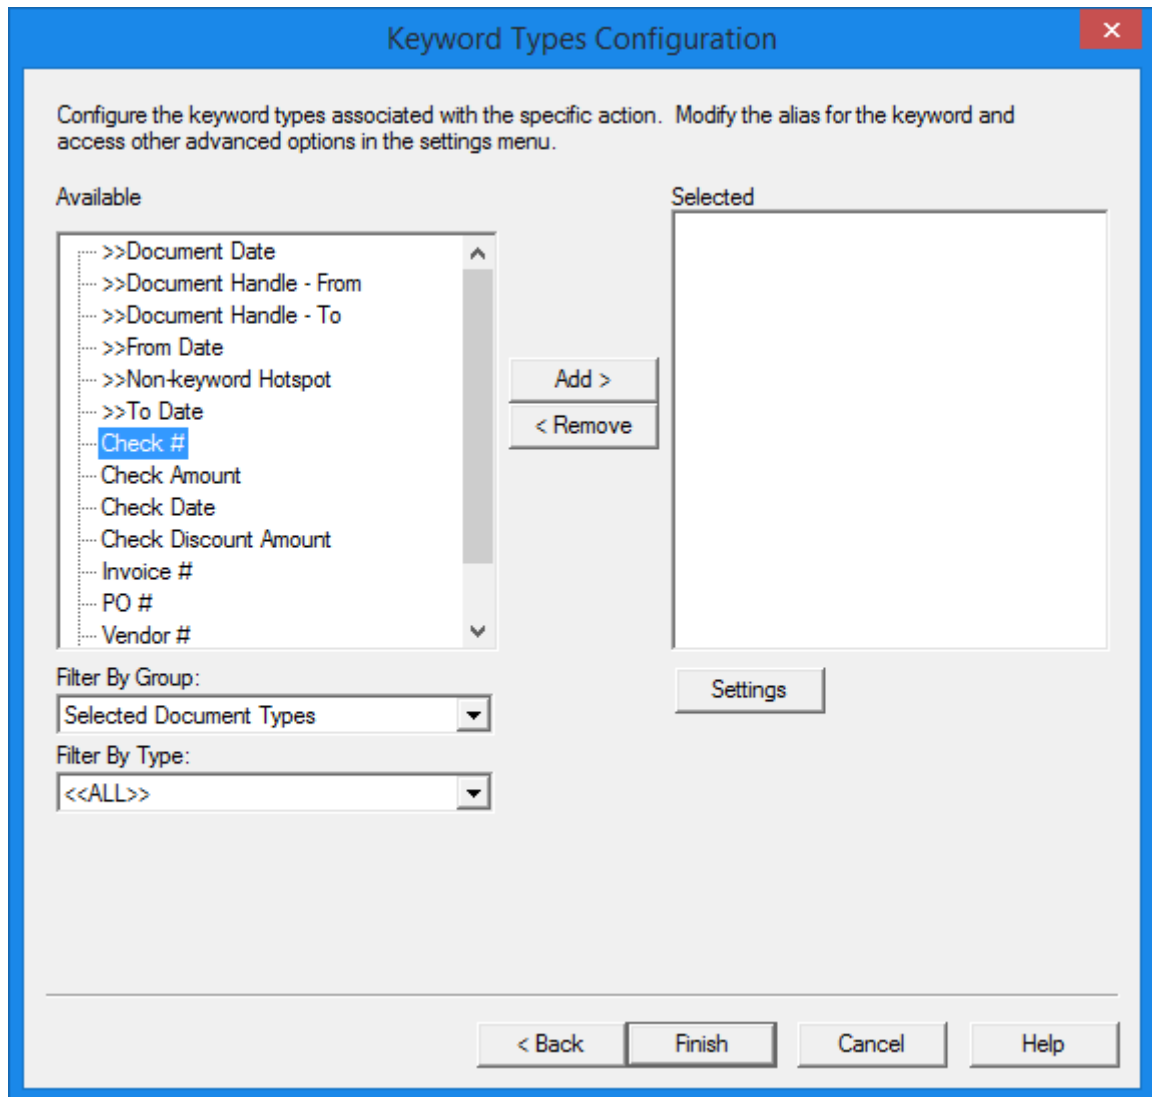 Keyword Types Configuration
Configure the keyword types associated with the specific action.  Modify the alias for the keyword and
access other advanced options in the settings menu.
Available
>>Document Date
>>Document Handle - From
>>Document Handle - To
>>From Date
>>Non-keyword Hotspot
>>To Date
Check #
Check Amount
Check Date
Check Discount Amount
Invoice #
PO #
Vendor #
Filter By Group:
Selected Document Types
Filter By Type:
<<ALL>>
Add >
< Remove
Selected
Settings
< Back
Finish
Cancel
Help